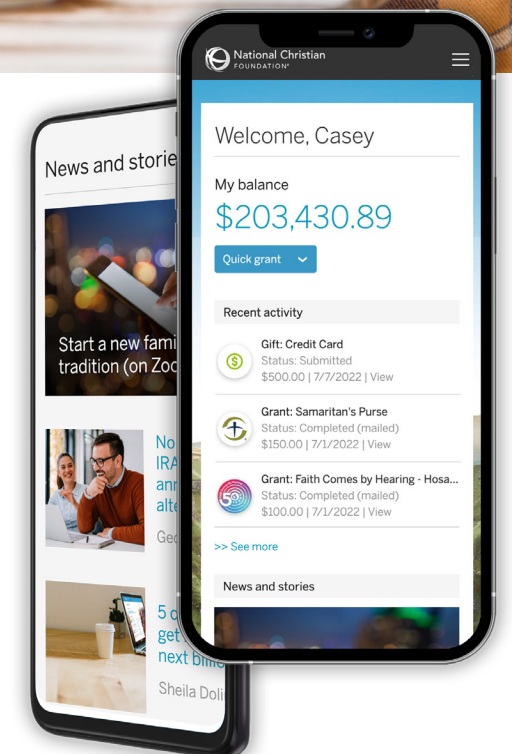 National Christian
FOUNDATION®
Welcome, Casey
My balance
$203,430.89
Quick grant
Recent activity
Gift: Credit Card
Status: Submitted
$500.00 | 7/7/2022 | View
Grant: Samaritan's Purse
Status: Completed (mailed)
$150.00 | 7/1/2022 | View
Grant: Faith Comes by Hearing - Hosa...
Status: Completed (mailed)
$100.00 | 7/1/2022 | View
>> See more
News and stories
News and storie
Start a new fami
tradition (on Zoo
No
IRA
ann
alte
Geo
5 
get
next billio
Sheila Doli